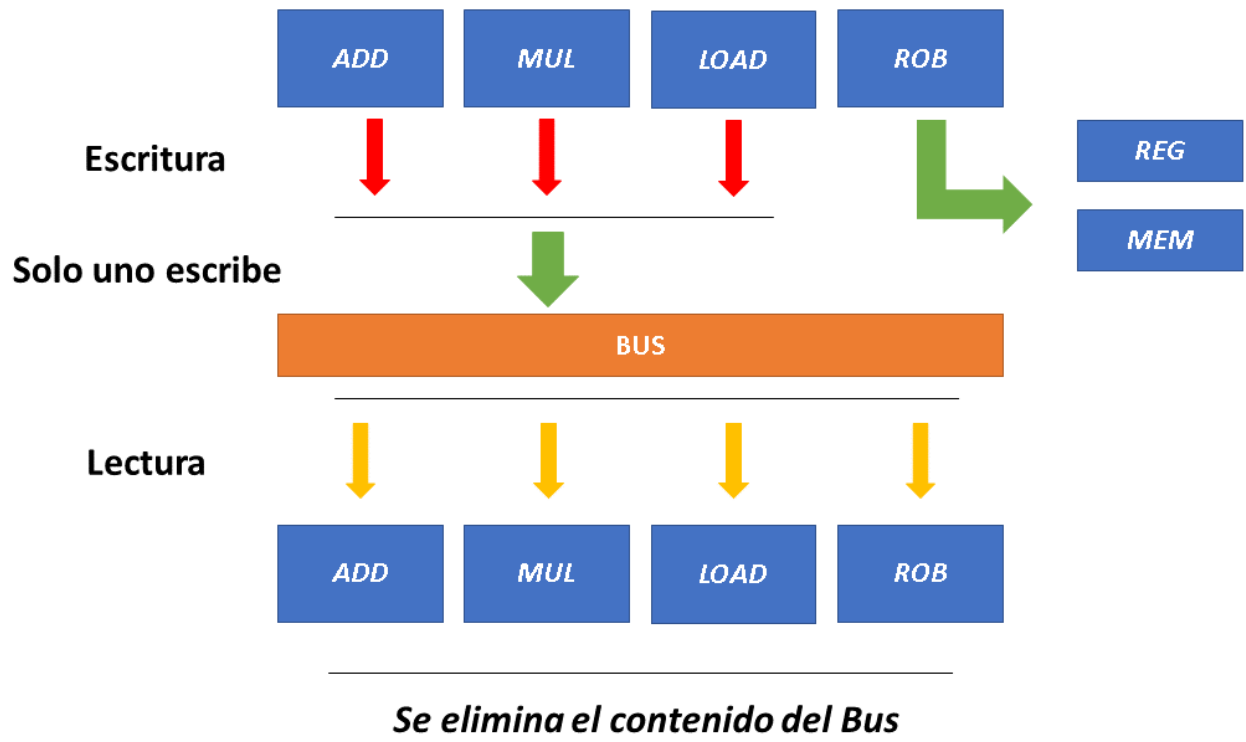 ADD
MUL
LOAD
ROB
Escritura
REG
MEM
Solo uno escribe
BUS
Lectura
ADD
MUL
LOAD
ROB
Se elimina el contenido del Bus